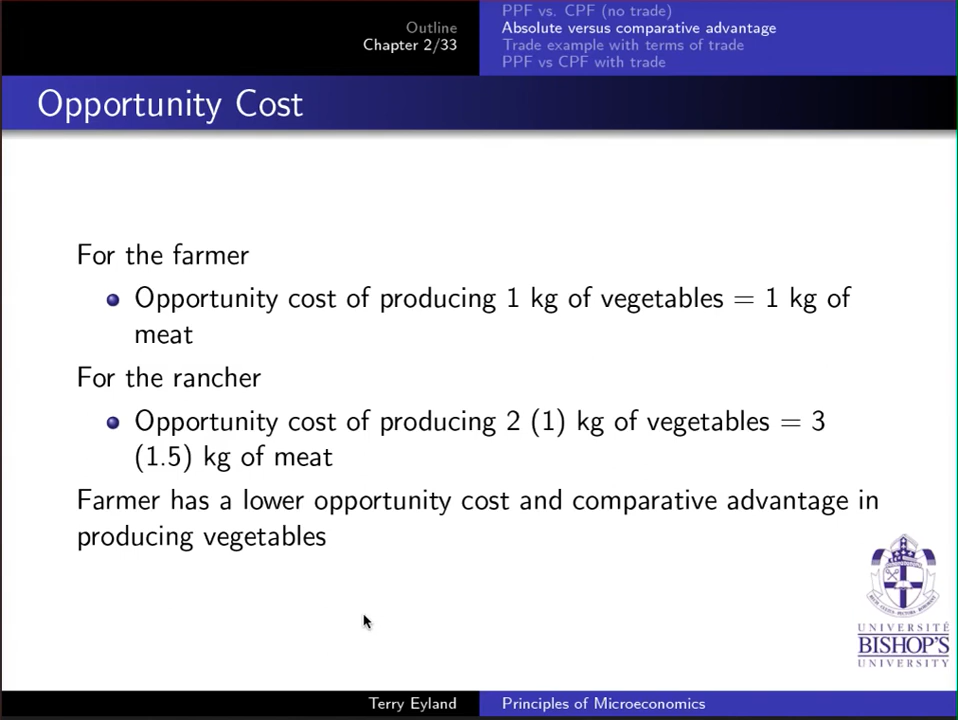 Outline
Chapter 2/33
PPF vs. CPF (no trade)
Absolute versus comparative advantage
Trade example with terms of trade
PPF vs CPF with trade
Opportunity Cost
For the farmer
Opportunity cost of producing 1 kg of vegetables = 1 kg of
meat
For the rancher
Opportunity cost of producing 2 (1) kg of vegetables = 3
(1.5) kg of meat
Farmer has a lower opportunity cost and comparative advantage in
producing vegetables
UNIVERSITÉ
BISHOP'S
UNIVERSITY
Terry Eyland
Principles of Microeconomics